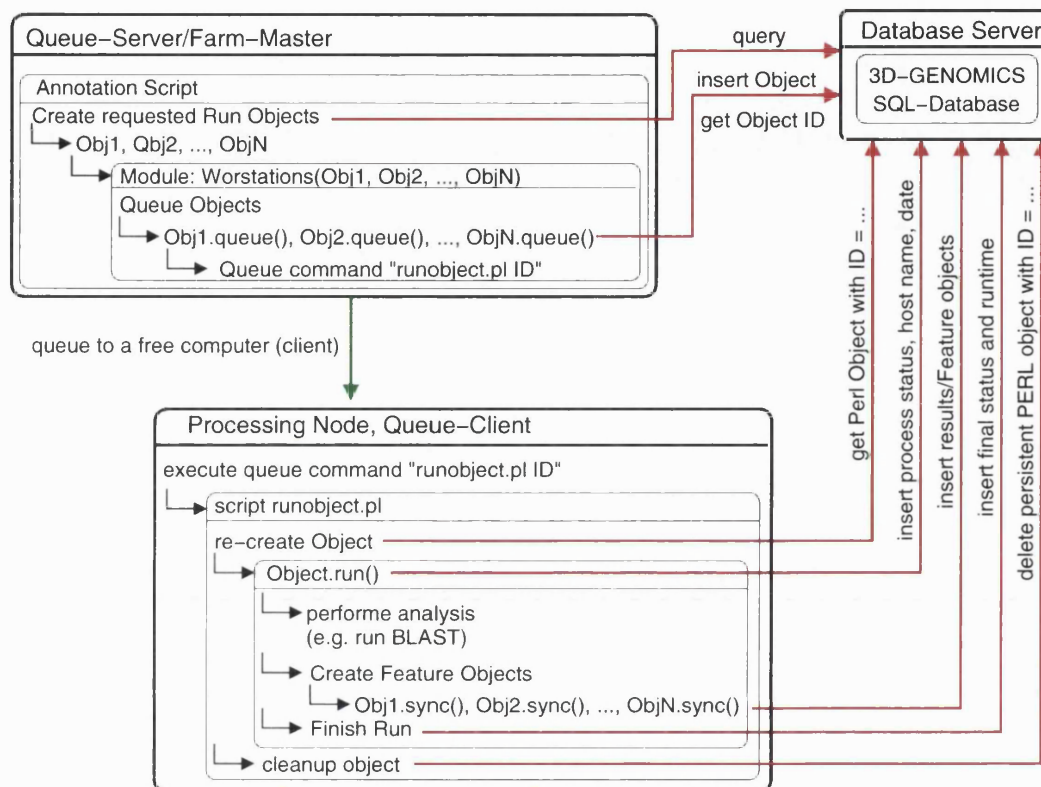 Queue-Server/Farm-Master
Annotation Script
Create requested Run Objects
Obj1, Qbj2, ..., ObjN
Module: Worstations(Obj1, Obj2, ..., ObjN)
Queue Objects
Obj1.queue(), Obj2.queue(), ..., ObjN.queue()
Queue command "runobject.pl ID"
query
insert Object
get Object ID
Database Server
3D-GENOMICS
SQL-Database
queue to a free computer (client)
get Perl Object with ID = ...
insert process status, host name, date
insert results/Feature objects
insert final status and runtime
delete persistent PERL object with ID = ...
Processing Node, Queue-Client
execute queue command "runobject.pl ID"
script runobject.pl
re-create Object
Object.run()
performe analysis
(e.g. run BLAST)
Create Feature Objects
Obj1.sync(), Obj2.sync(), ..., ObjN.sync()
Finish Run
cleanup object